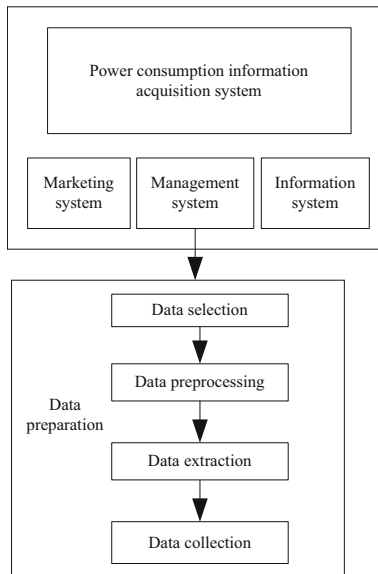 Power consumption information
acquisition system
Marketing
system
Management
system
Information
system
Data selection
Data preprocessing
Data
preparation
Data extraction
Data collection